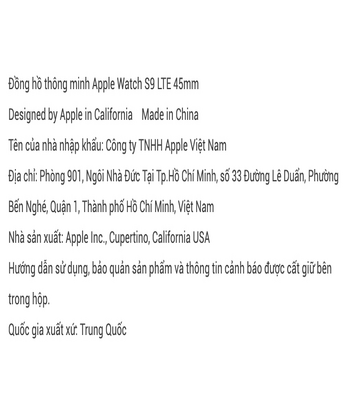 Đồng hồ thông minh Apple Watch S9 LTE 45mm
Designed by Apple in California Made in China
Tên của nhà nhập khẩu: Công ty TNHH Apple Việt Nam
Địa chỉ: Phòng 901, Ngôi Nhà Đức Tại Tp.Hồ Chí Minh, số 33 Đường Lê Duẩn, Phường
Bến Nghé, Quận 1, Thành phố Hồ Chí Minh, Việt Nam
Nhà sản xuất: Apple Inc., Cupertino, California USA
Hướng dẫn sử dụng, bảo quản sản phẩm và thông tin cảnh báo được cất giữ bên
trong hộp.
Quốc gia xuất xứ: Trung Quốc